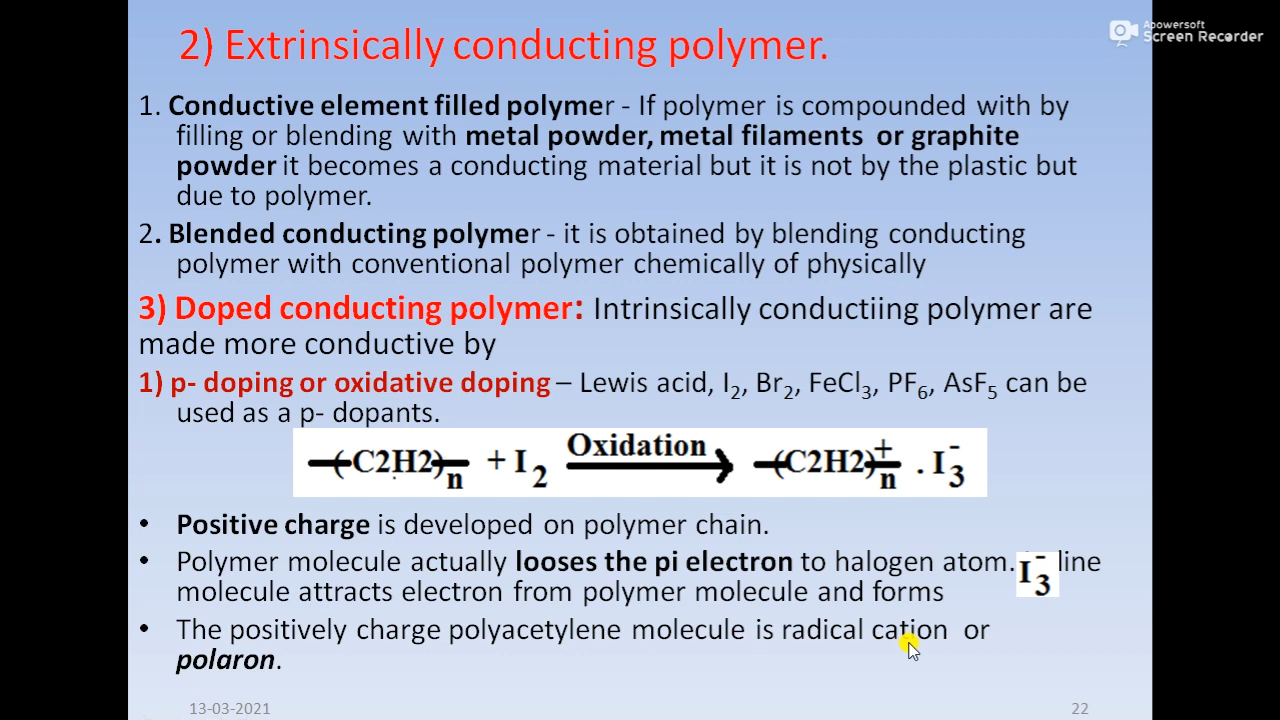 2) Extrinsically conducting polymer.
Apowersoft
Screen Recorder
1. Conductive element filled polymer - If polymer is compounded with by
filling or blending with metal powder, metal filaments or graphite
powder it becomes a conducting material but it is not by the plastic but
due to polymer.
2. Blended conducting polymer - it is obtained by blending conducting
polymer with conventional polymer chemically of physically
3) Doped conducting polymer: Intrinsically conductiing polymer are
made more conductive by
1) p- doping or oxidative doping – Lewis acid, I₂, Br₂, FeCl₃, PF₆, AsF₅ can be
used as a p- dopants.
-(C2H2)-n + I₂ Oxidation -(C2H2)n⁺ . I₃⁻
• Positive charge is developed on polymer chain.
• Polymer molecule actually looses the pi electron to halogen atom. line
molecule attracts electron from polymer molecule and forms I₃⁻
• The positively charge polyacetylene molecule is radical cation or
polaron.
13-03-2021 22